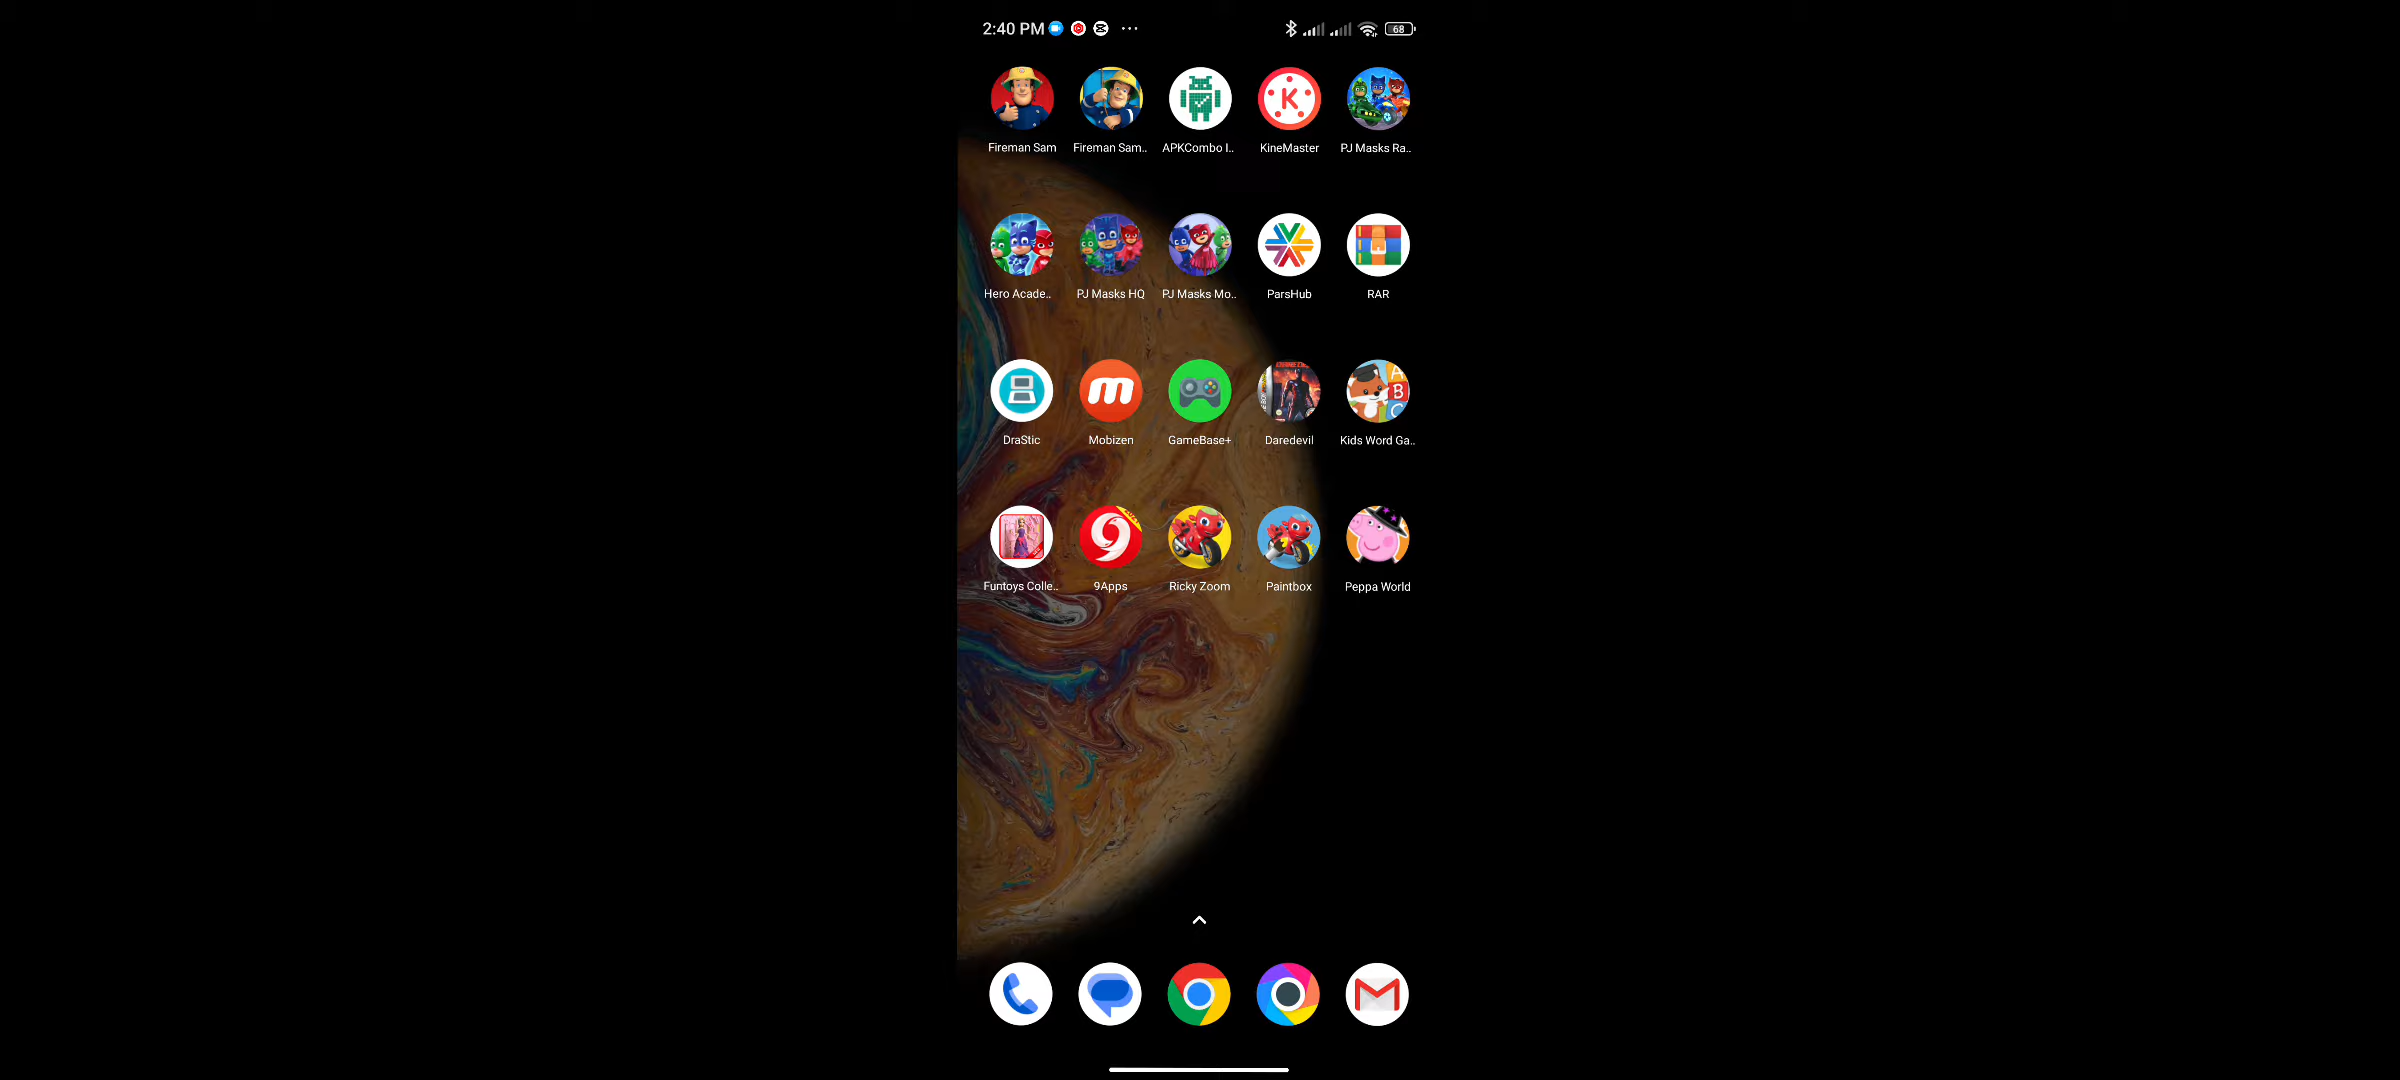 2:40 PM ... 68
Fireman Sam Fireman Sam.. APKCombo I.. KineMaster PJ Masks Ra..
Hero Acade.. PJ Masks HQ PJ Masks Mo.. ParsHub RAR
DraStic Mobizen GameBase+ Daredevil Kids Word Ga..
Funtoys Colle.. 9Apps Ricky Zoom Paintbox Peppa World